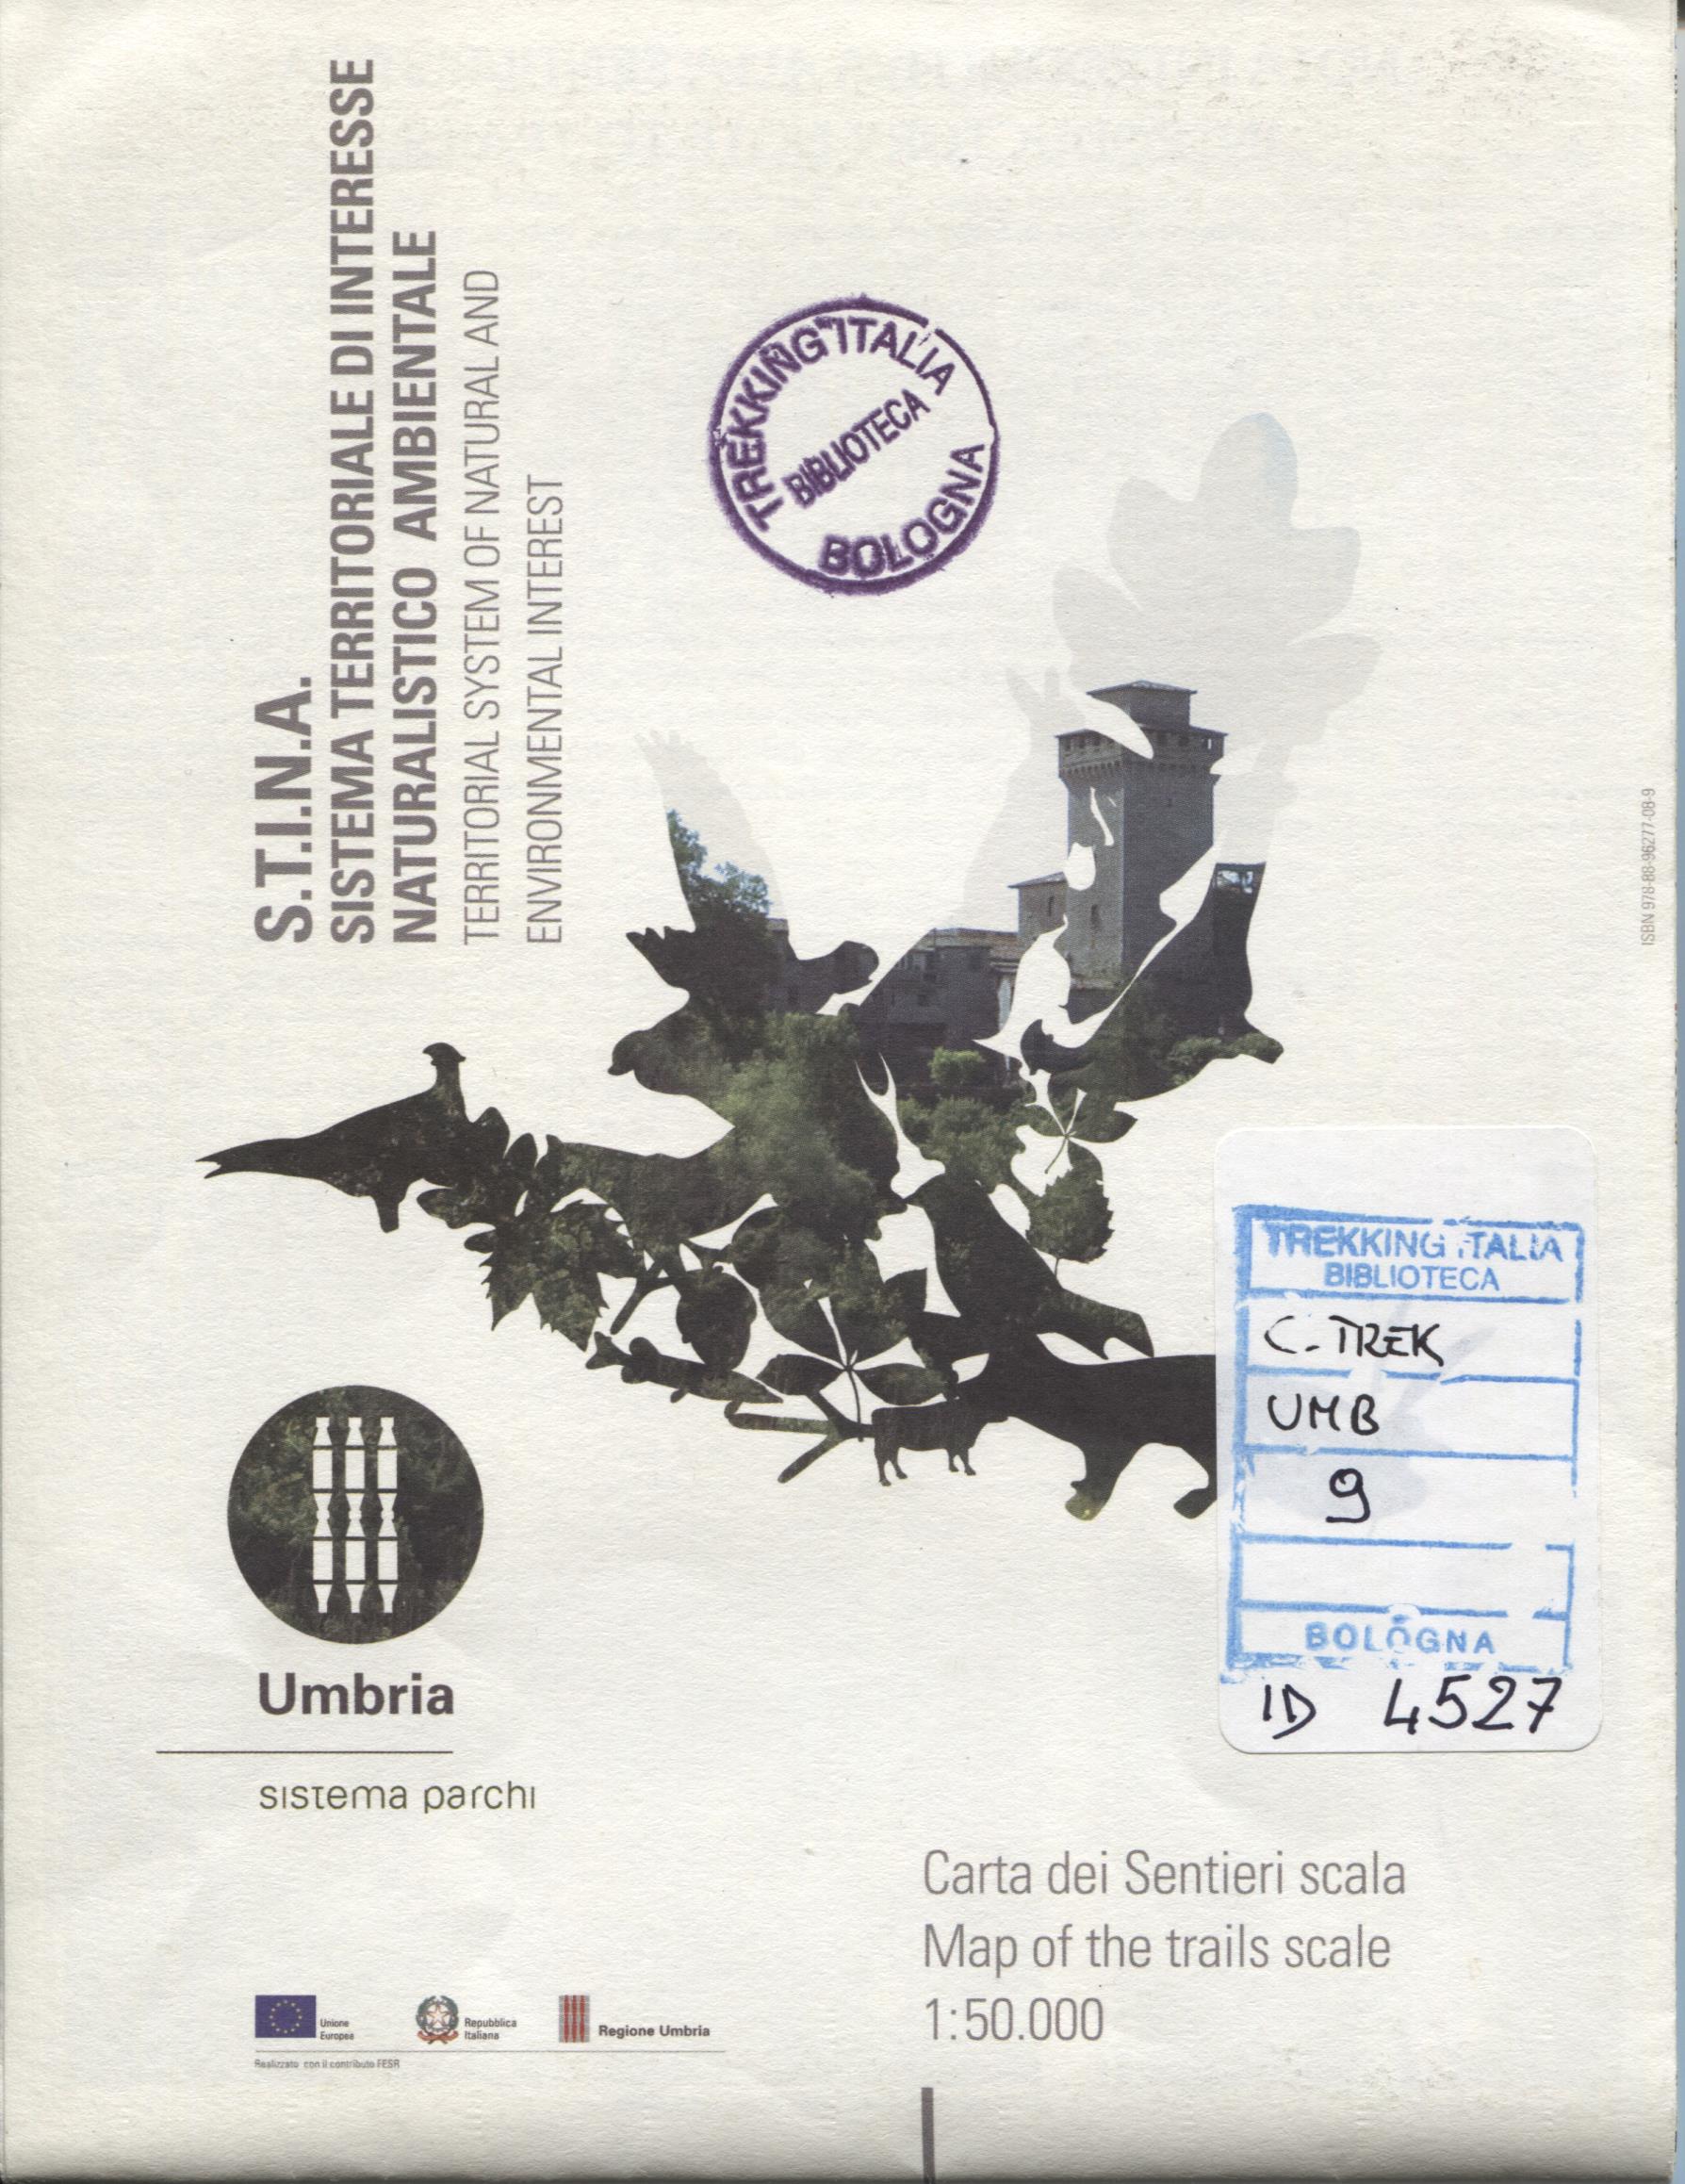 S.T.I.N.A.
SISTEMA TERRITORIALE DI INTERESSE
NATURALISTICO AMBIENTALE
TERRITORIAL SYSTEM OF NATURAL AND
ENVIRONMENTAL INTEREST
TREKKING ITALIA
BIBLIOTECA
BOLOGNA
ISBN 978-88-96277-08-9
TREKKING ITALIA
BIBLIOTECA
C. TREK
UMB
9
BOLOGNA
ID 4527
Umbria
sistema parchi
Carta dei Sentieri scala
Map of the trails scale
1:50.000
Unione
Europea
Repubblica
Italiana
Regione Umbria
Realizzato con il contributo FESR